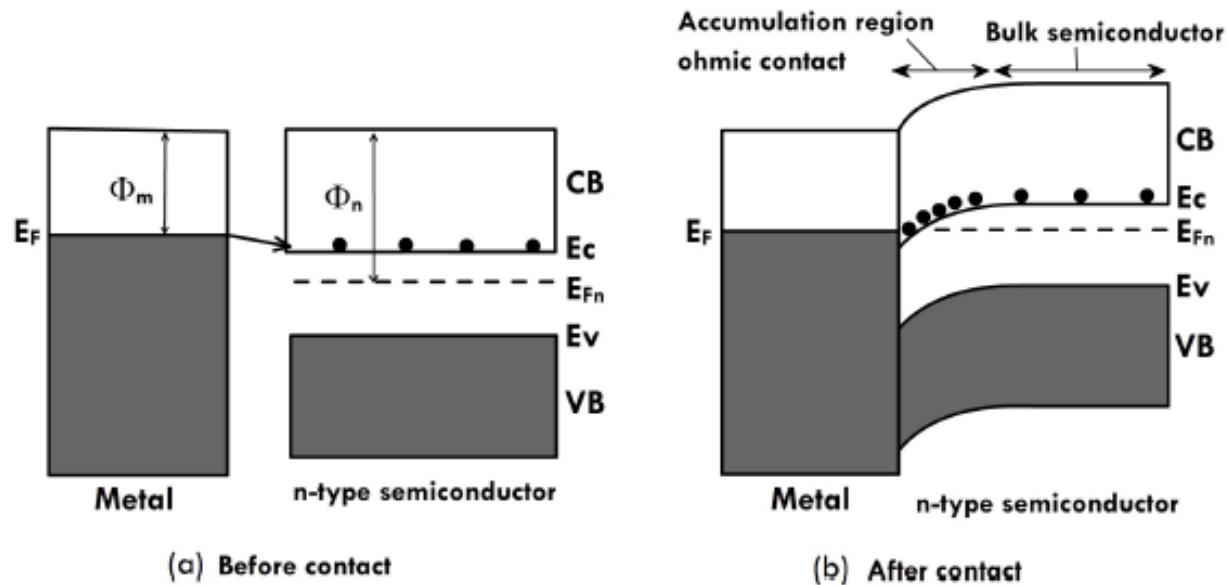 Φm
EF
Φn
CB
Ec
EFn
Ev
VB
Metal
n-type semiconductor
(a) Before contact
Accumulation region
ohmic contact
Bulk semiconductor
CB
Ec
EF
EFn
Ev
VB
Metal
n-type semiconductor
(b) After contact